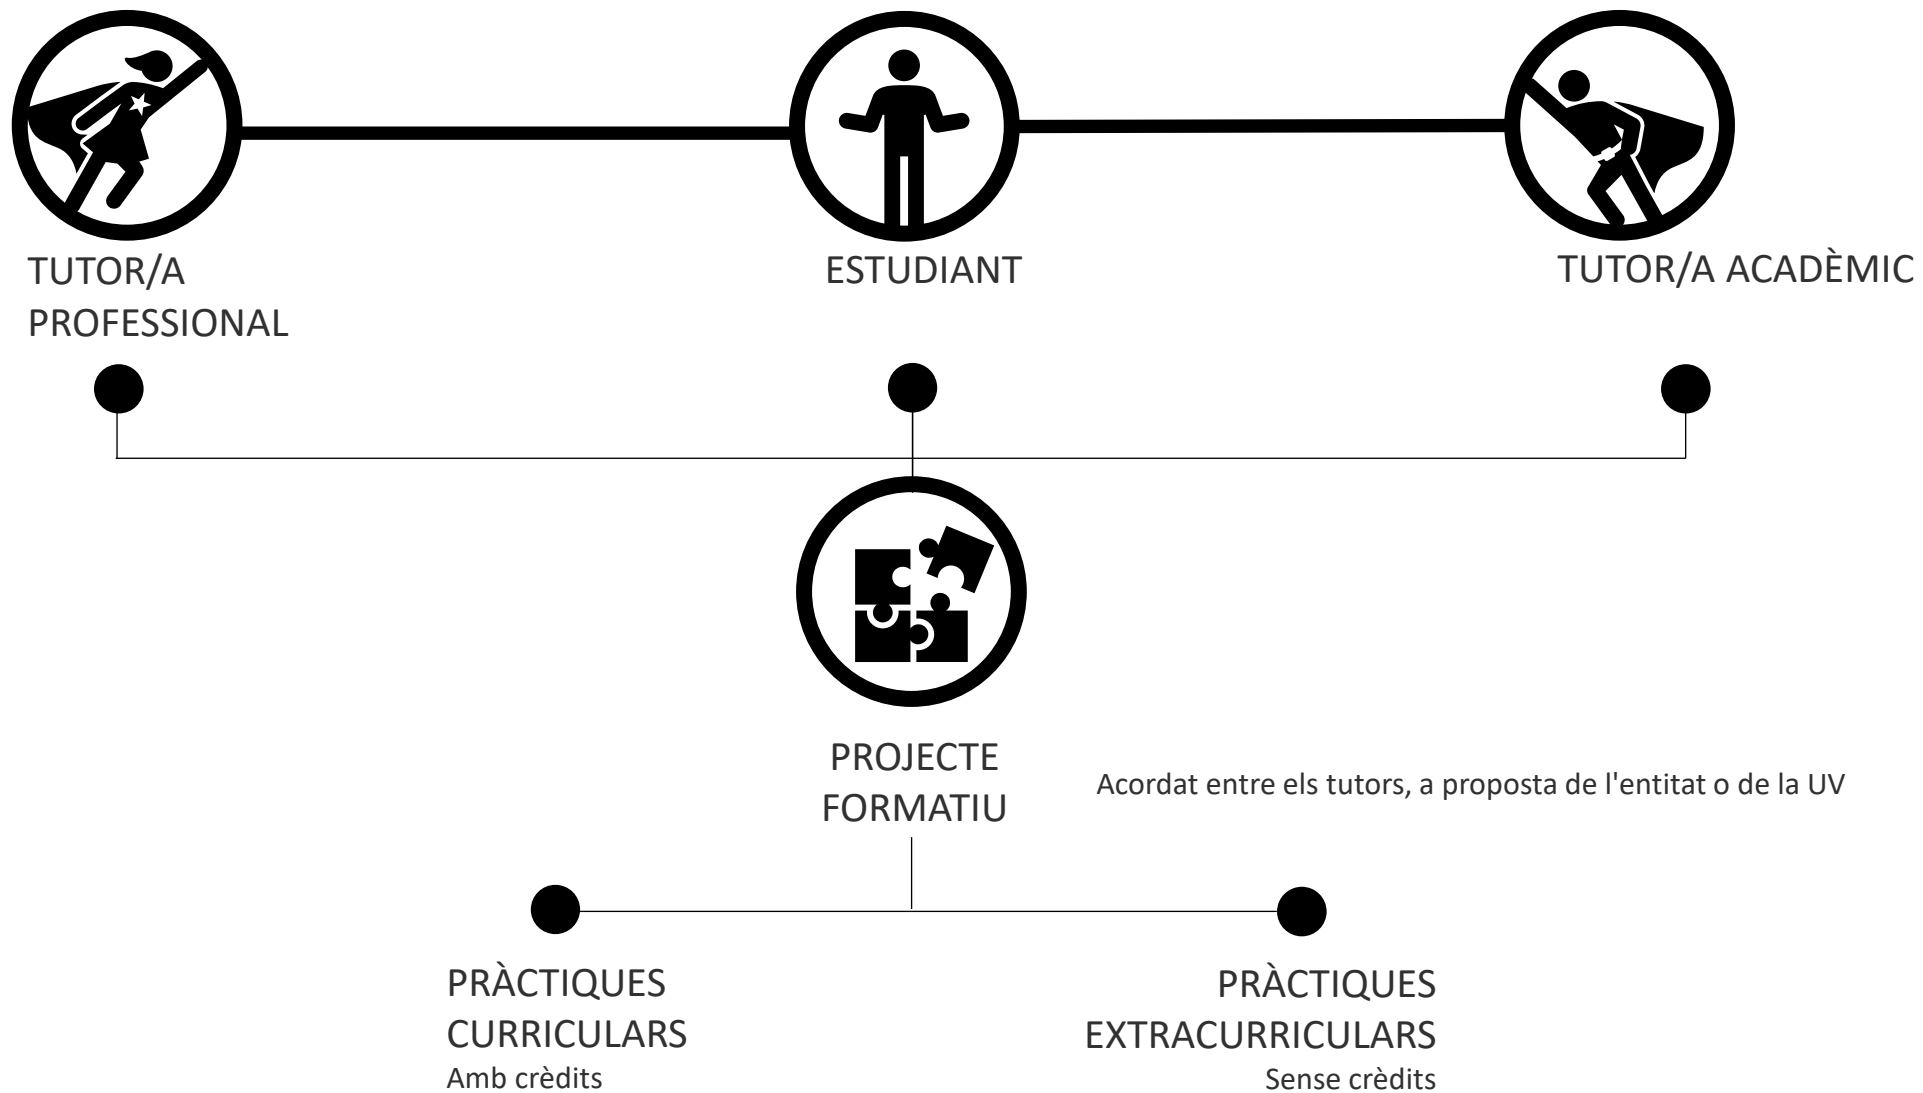 TUTOR/A
PROFESSIONAL
ESTUDIANT
TUTOR/A ACADÈMIC
PROJECTE
FORMATIU
Acordat entre els tutors, a proposta de l'entitat o de la UV
PRÀCTIQUES
CURRICULARS
Amb crèdits
PRÀCTIQUES
EXTRACURRICULARS
Sense crèdits